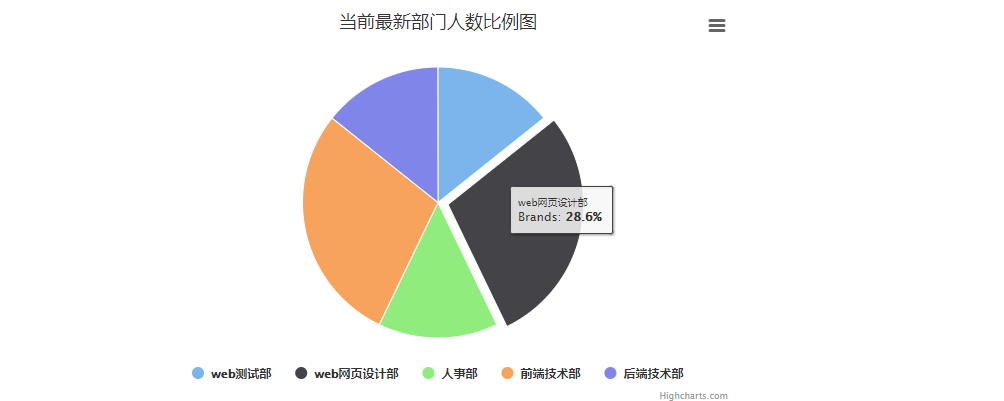 当前最新部门人数比例图
web网页设计部
Brands: 28.6%
web测试部 web网页设计部 人事部 前端技术部 后端技术部
Highcharts.com